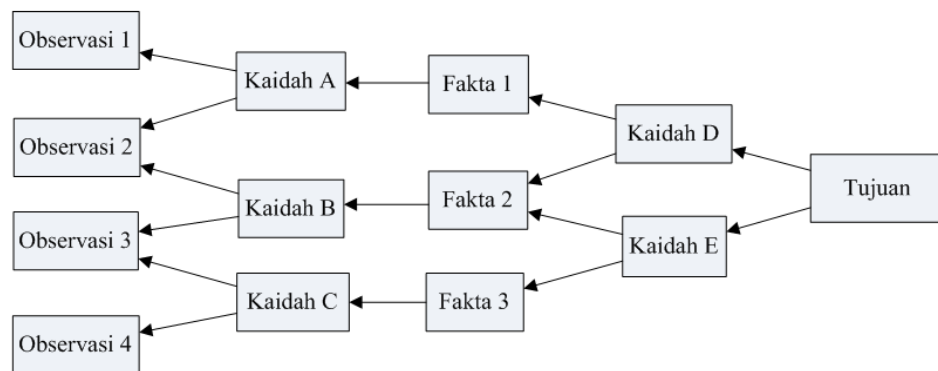 Observasi 1
Observasi 2
Observasi 3
Observasi 4
Kaidah A
Kaidah B
Kaidah C
Fakta 1
Fakta 2
Fakta 3
Kaidah D
Kaidah E
Tujuan